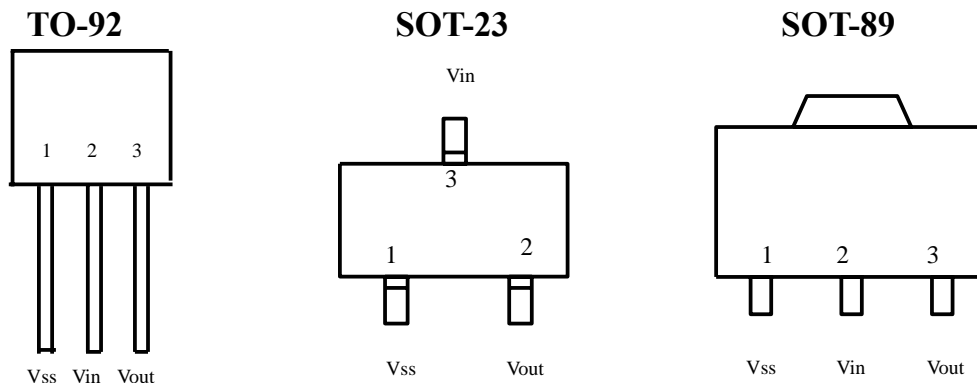 TO-92
SOT-23
SOT-89
Vin
1 2 3
3
1 2
1 2 3
Vss Vin Vout
Vss Vout
Vss Vin Vout